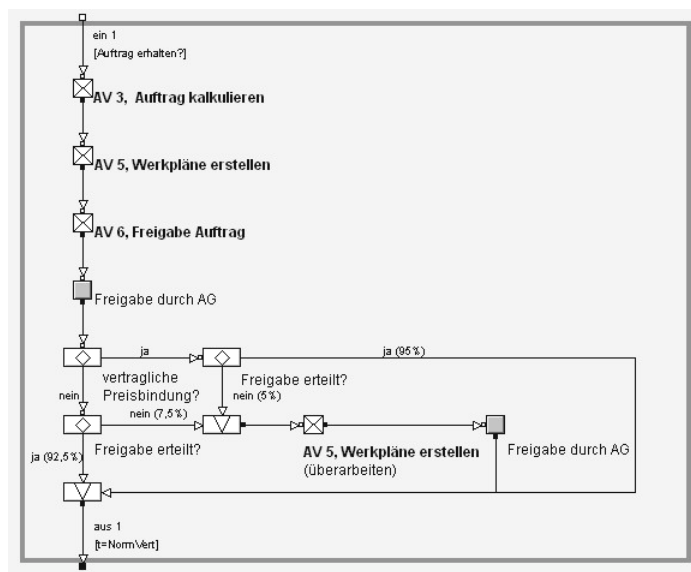 ein 1
[Auftrag erhalten?]
AV 3, Auftrag kalkulieren
AV 5, Werkpläne erstellen
AV 6, Freigabe Auftrag
Freigabe durch AG
ja
ja (95%)
vertragliche
Preisbindung?
Freigabe erteilt?
nein
nein (5%)
nein (7,5%)
Freigabe erteilt?
ja (92,5%)
AV 5, Werkpläne erstellen
(überarbeiten)
Freigabe durch AG
aus 1
[t=NormVert]